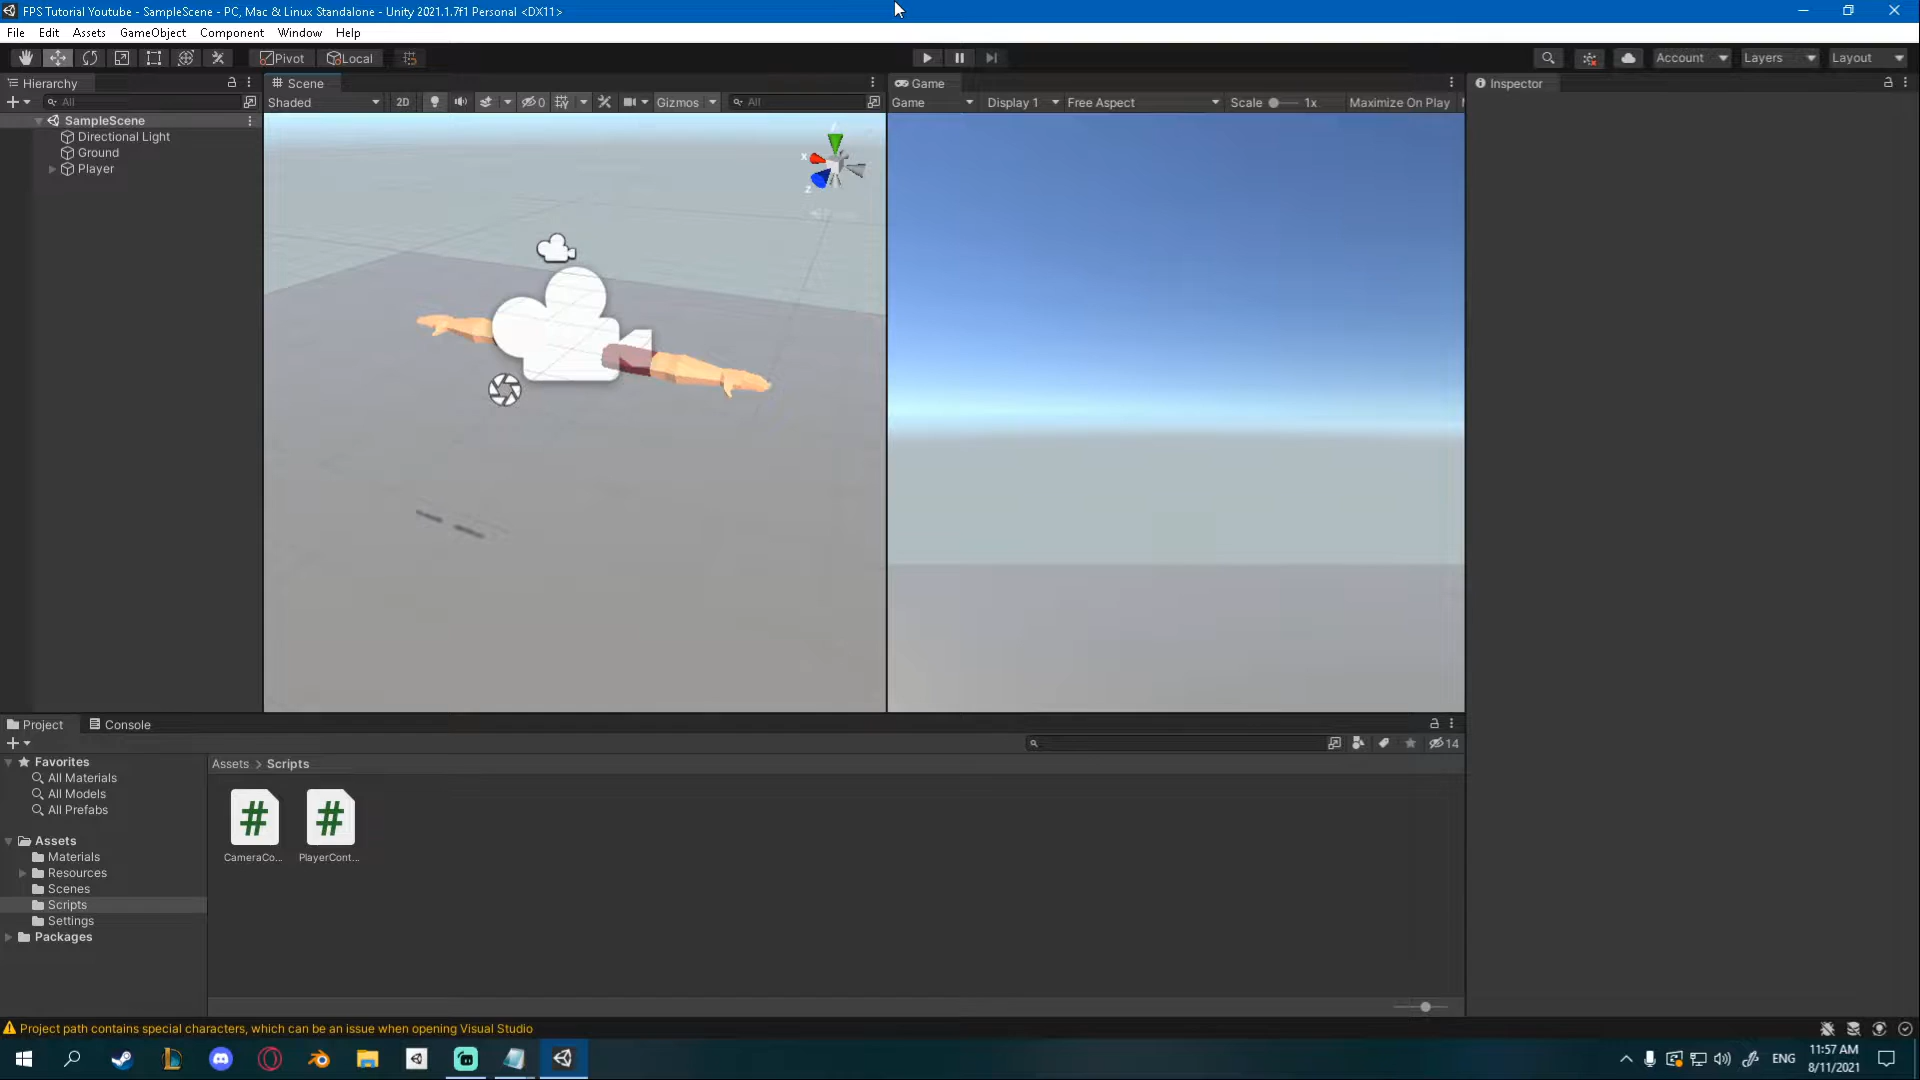 FPS Tutorial Youtube - SampleScene - PC, Mac & Linux Standalone - Unity 2021.1.7f1 Personal <DX11>
File Edit Assets GameObject Component Window Help
Pivot Local Account Layers Layout
Hierarchy Scene Game Inspector
All Shaded 2D 0 Gizmos All Game Display 1 Free Aspect Scale 1x Maximize On Play
SampleScene
Directional Light
Ground
Player
x
z
Project Console
14
Favorites
All Materials
All Models
All Prefabs
Assets
Materials
Resources
Scenes
Scripts
Settings
Packages
Assets > Scripts
CameraCo... PlayerCont...
Project path contains special characters, which can be an issue when opening Visual Studio
ENG
11:57 AM
8/11/2021